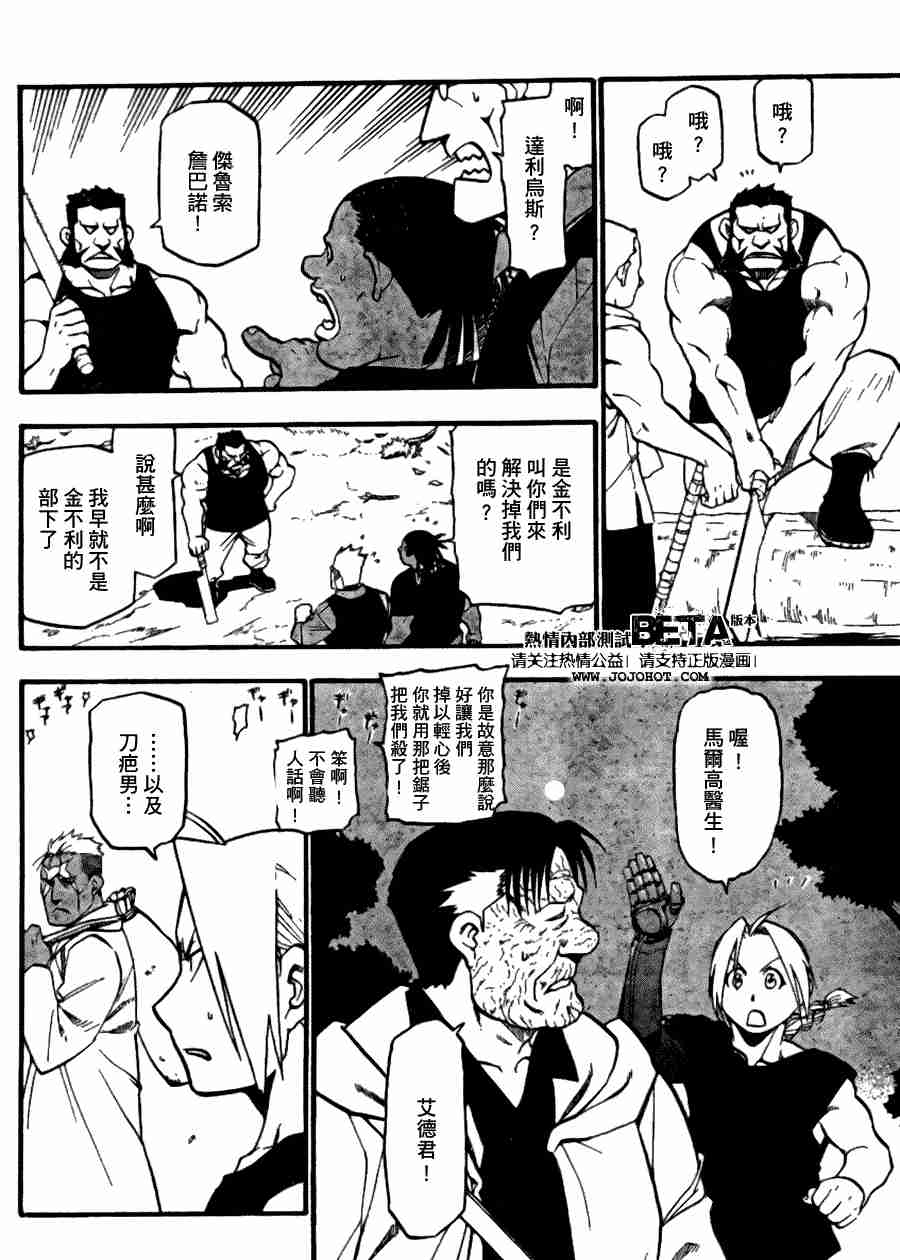 哦？
哦？
哦？
啊！
達利烏斯？
傑魯索
詹巴諾！
是金不利
叫你們來
解決掉我們
的嗎？
說甚麼啊
我早就不是
金不利的
部下了
熱情內部測試BETA版本
请关注热情公益| 请支持正版漫画|
WWW.JOJOHOT.COM
喔！
馬爾高醫生！
你是故意那麼說
好讓我們
掉以輕心後
你就用那把鋸子
把我們殺了！
笨啊！
不會聽
人話啊！
艾德君！
……以及
刀疤男…